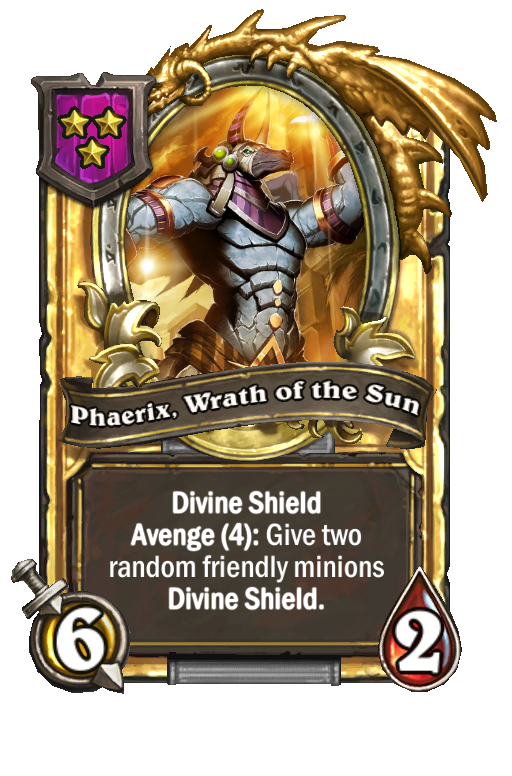 Phaerix, Wrath of the Sun
Divine Shield
Avenge (4): Give two
random friendly minions
Divine Shield.
6
2